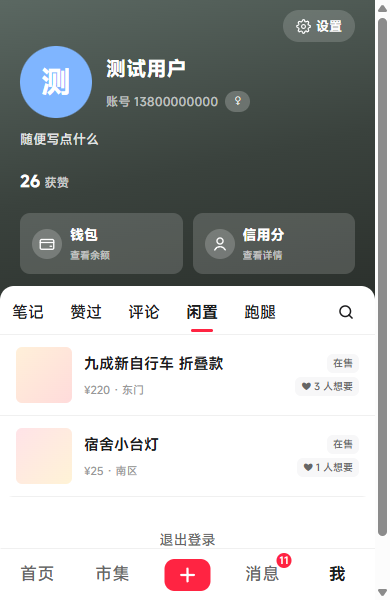 设置
测
测试用户
账号 13800000000
随便写点什么
26 获赞
钱包
查看余额
信用分
查看详情
笔记 赞过 评论 闲置 跑腿
九成新自行车 折叠款
在售
¥220 · 东门
3 人想要
宿舍小台灯
在售
¥25 · 南区
1 人想要
退出登录
首页 市集 消息 11 我